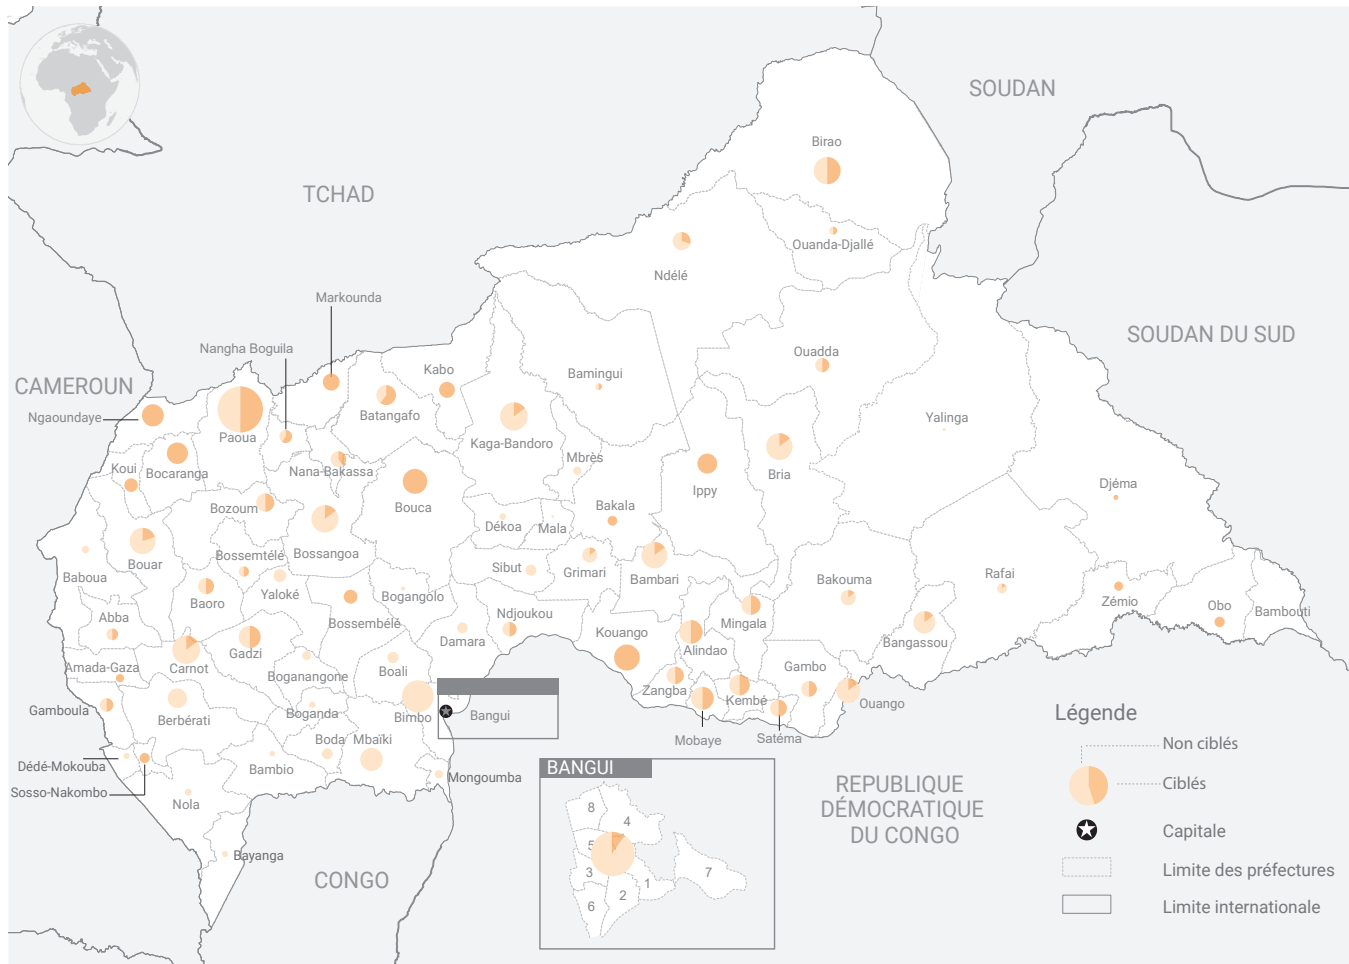 SOUDAN
Birao
TCHAD
Ouanda-Djallé
Ndélé
Markounda
SOUDAN DU SUD
Nangha Boguila
Ouadda
Kabo
Bamingui
CAMEROUN
Batangafo
Ngaoundaye
Yalinga
Paoua
Kaga-Bandoro
Mbrès
Koui
Bocaranga
Nana-Bakassa
Bria
Ippy
Djéma
Bozoum
Bouca
Bakala
Dékoa
Mala
Bossemtélé
Bossangoa
Bouar
Sibut
Grimari
Bambari
Rafai
Baboua
Bakouma
Yaloké
Bogangolo
Baoro
Zémio
Obo
Bambouti
Abba
Bossembélé
Ndjoukou
Mingala
Kouango
Damara
Bangassou
Alindao
Gadzi
Amada-Gaza
Carnot
Boganangone
Boali
Gambo
Zangba
Kembé
Ouango
Gamboula
Berbérati
Boganda
Bimbo
Bangui
Légende
Mobaye
Satéma
Boda
Mbaïki
Non ciblés
Dédé-Mokouba
Bambio
Mongoumba
BANGUI
Ciblés
Sosso-Nakombo
Nola
REPUBLIQUE
DÉMOCRATIQUE
DU CONGO
8
4
Capitale
5
Bayanga
3
1
7
Limite des préfectures
CONGO
2
6
Limite internationale